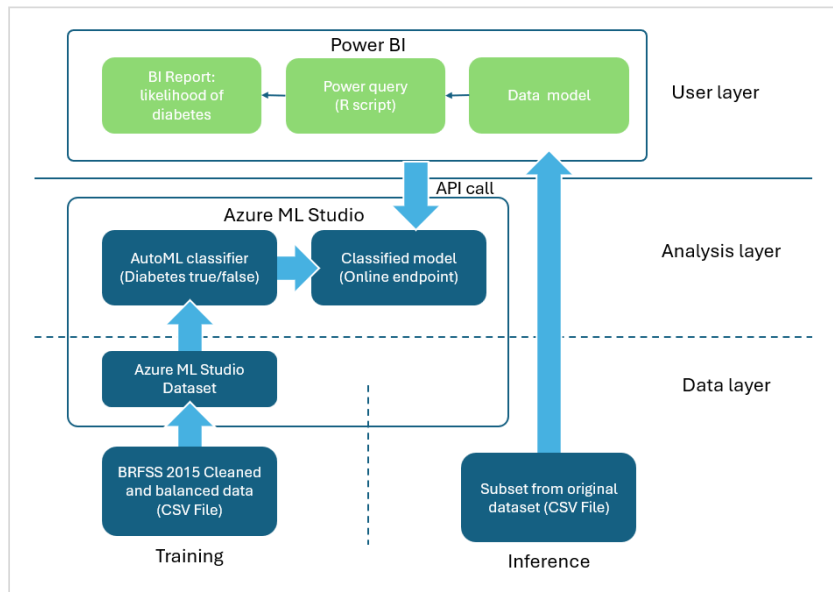 Power BI
BI Report:
likelihood of
diabetes
Power query
(R script)
Data model
User layer
API call
Azure ML Studio
AutoML classifier
(Diabetes true/false)
Classified model
(Online endpoint)
Analysis layer
Azure ML Studio
Dataset
Data layer
BRFSS 2015 Cleaned
and balanced data
(CSV File)
Subset from original
dataset (CSV File)
Training
Inference